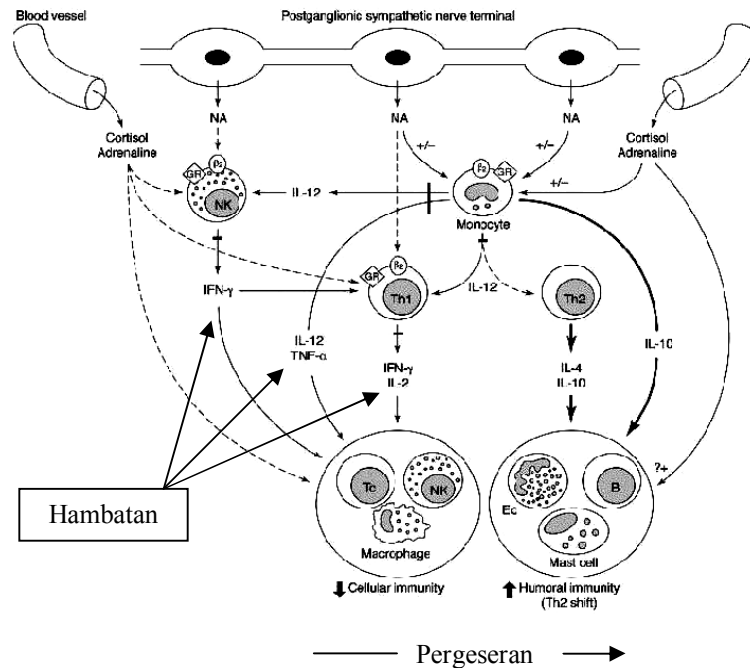 Blood vessel
Postganglionic sympathetic nerve terminal
NA
NA
NA
Cortisol
Adrenaline
Cortisol
Adrenaline
+/–
+/–
+/–
β2
GR
NK
IL-12
β2
GR
Monocyte
IFN-γ
GR
β2
Th1
IL-12
Th2
IL-12
TNF-α
IFN-γ
IL-2
IL-4
IL-10
IL-10
?+
Hambatan
Tc
NK
Macrophage
Eo
B
Mast cell
Cellular immunity
Humoral immunity
(Th2 shift)
Pergeseran